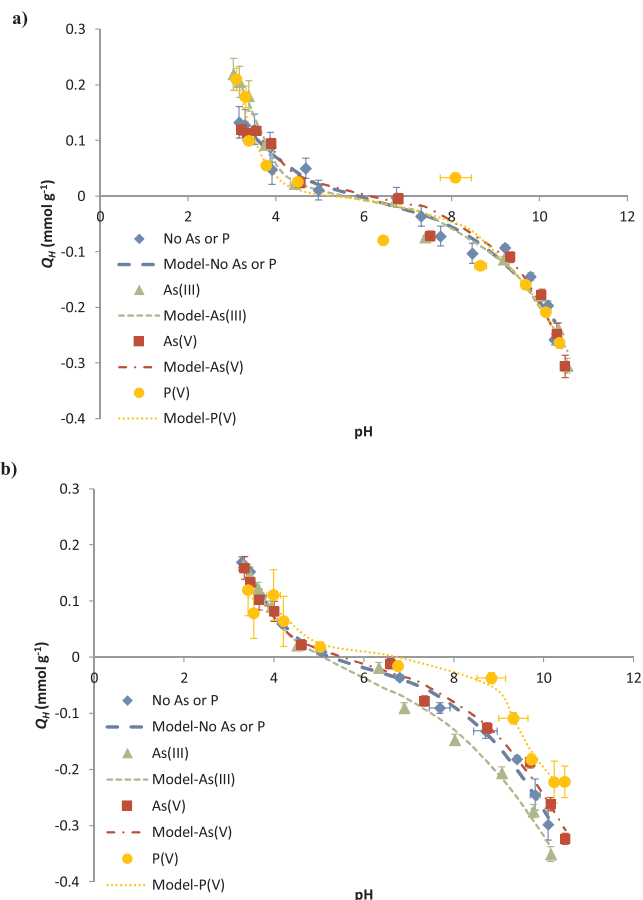 a)
0.3
0.2
0.1
0
-0.1
-0.2
-0.3
-0.4
Q_H (mmol g⁻¹)
0 2 4 6 8 10 12
No As or P
Model-No As or P
As(III)
Model-As(III)
As(V)
Model-As(V)
P(V)
Model-P(V)
pH
b)
0.3
0.2
0.1
0
-0.1
-0.2
-0.3
-0.4
Q_H (mmol g⁻¹)
0 2 4 6 8 10 12
No As or P
Model-No As or P
As(III)
Model-As(III)
As(V)
Model-As(V)
P(V)
Model-P(V)
pH